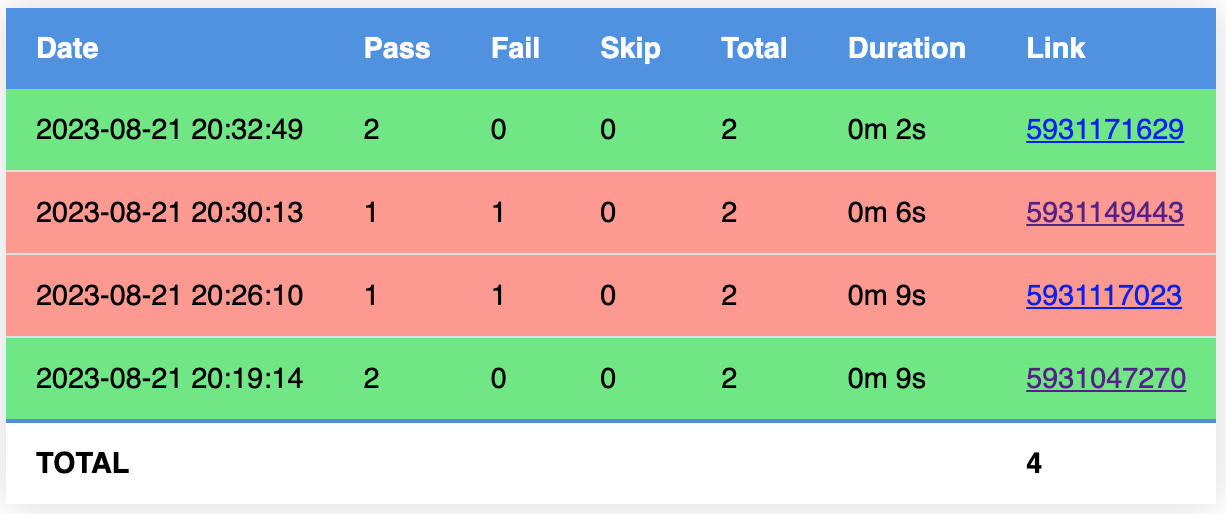 Date Pass Fail Skip Total Duration Link
2023-08-21 20:32:49 2 0 0 2 0m 2s 5931171629
2023-08-21 20:30:13 1 1 0 2 0m 6s 5931149443
2023-08-21 20:26:10 1 1 0 2 0m 9s 5931117023
2023-08-21 20:19:14 2 0 0 2 0m 9s 5931047270
TOTAL 4